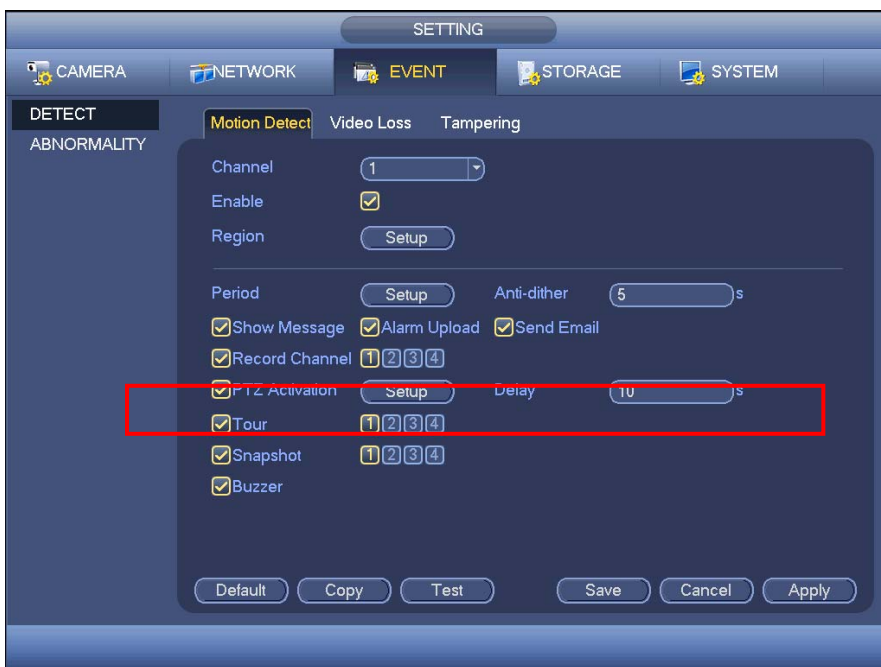 SETTING
CAMERA NETWORK EVENT STORAGE SYSTEM
DETECT
ABNORMALITY
Motion Detect Video Loss Tampering
Channel 1
Enable
Region Setup
Period Setup Anti-dither 5 s
Show Message Alarm Upload Send Email
Record Channel 1 2 3 4
PTZ Activation Setup Delay 10 s
Tour 1 2 3 4
Snapshot 1 2 3 4
Buzzer
Default Copy Test Save Cancel Apply